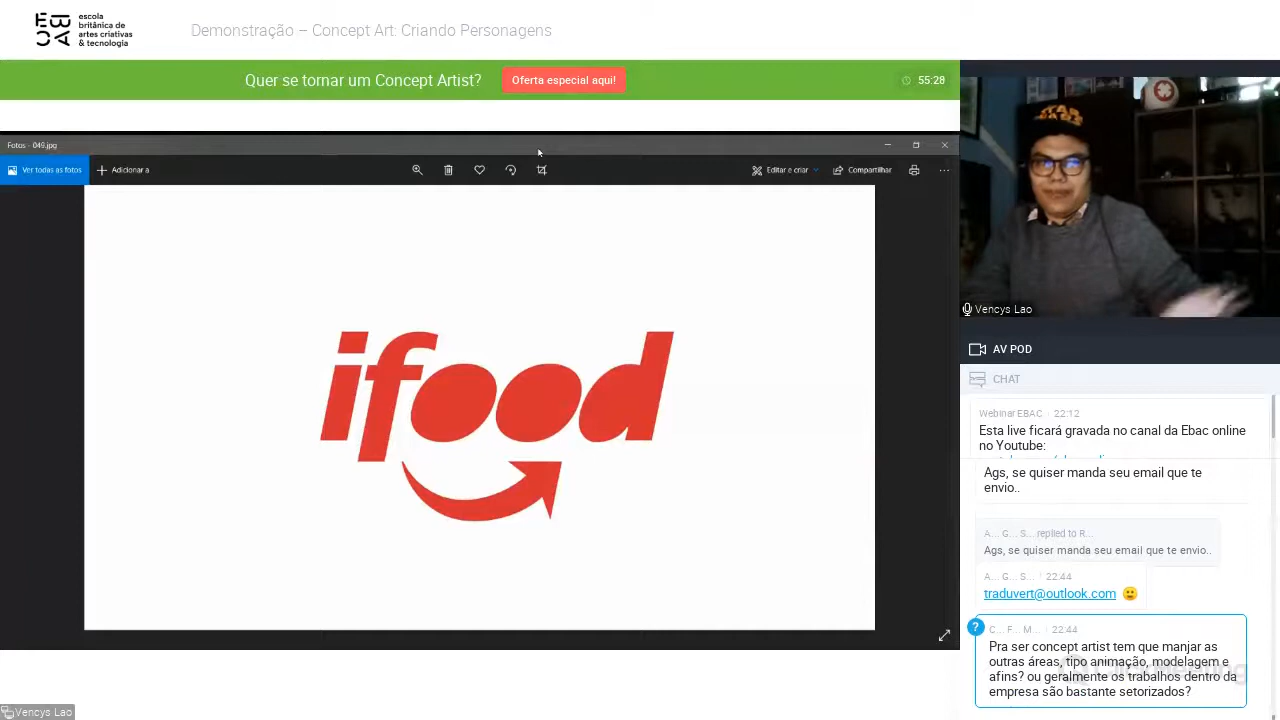 EBAC
escola
britânica de
artes criativas
& tecnologia
Demonstração – Concept Art: Criando Personagens
Quer se tornar um Concept Artist?
Oferta especial aqui!
55:28
Fotos - 049.jpg
Ver todas as fotos
Adicionar a
Editar e criar
Compartilhar
ifood
STAR
WARS
Vencys Lao
AV POD
CHAT
Webinar EBAC 22:12
Esta live ficará gravada no canal da Ebac online
no Youtube:
Ags, se quiser manda seu email que te
envio..
A... G... S... replied to R...
Ags, se quiser manda seu email que te envio..
A... G... S... 22:44
traduvert@outlook.com
? C... F... M... 22:44
Pra ser concept artist tem que manjar as
outras áreas, tipo animação, modelagem e
afins? ou geralmente os trabalhos dentro da
empresa são bastante setorizados?
Vencys Lao